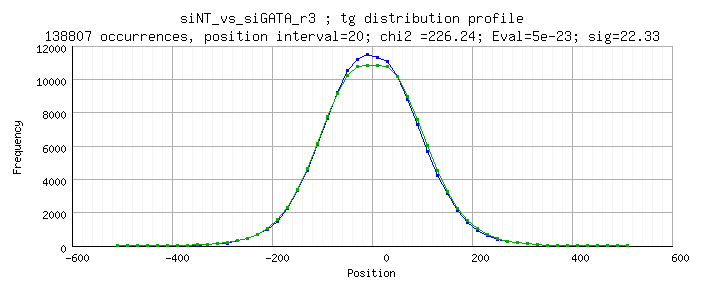 siNT_vs_siGATA_r3 ; tg distribution profile
138807 occurrences, position interval=20; chi2 =226.24; Eval=5e-23; sig=22.33
12000
10000
8000
6000
4000
2000
0
Frequency
-600 -400 -200 0 200 400 600
Position